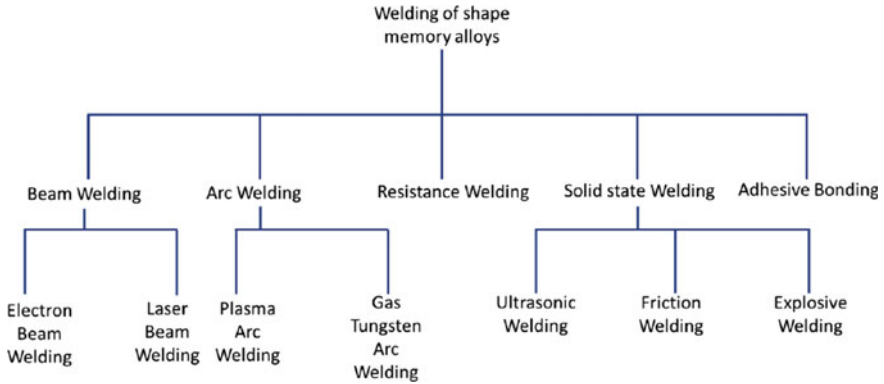 Welding of shape
memory alloys
Beam Welding
Arc Welding
Resistance Welding
Solid state Welding
Adhesive Bonding
Electron
Beam
Welding
Laser
Beam
Welding
Plasma
Arc
Welding
Gas
Tungsten
Arc
Welding
Ultrasonic
Welding
Friction
Welding
Explosive
Welding